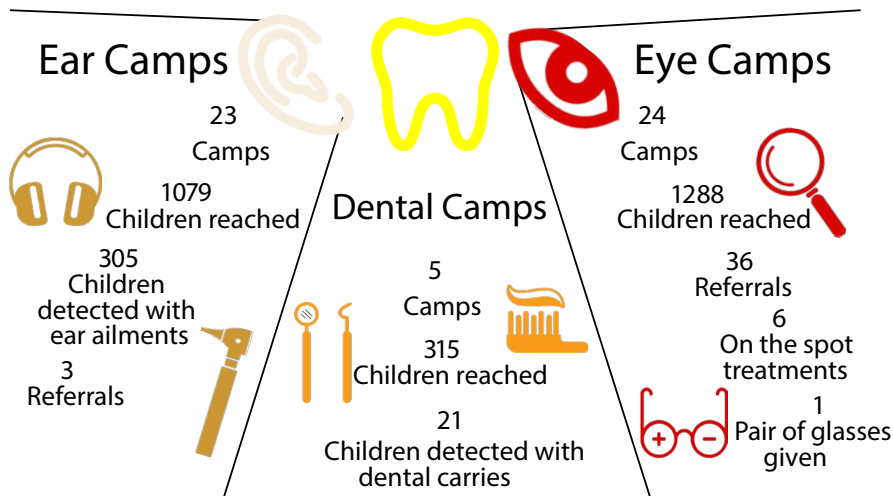 Ear Camps
23
Camps
1079
Children reached
305
Children
detected with
ear ailments
3
Referrals
Dental Camps
5
Camps
315
Children reached
21
Children detected with
dental carries
Eye Camps
24
Camps
1288
Children reached
36
Referrals
6
On the spot
treatments
1
Pair of glasses
given